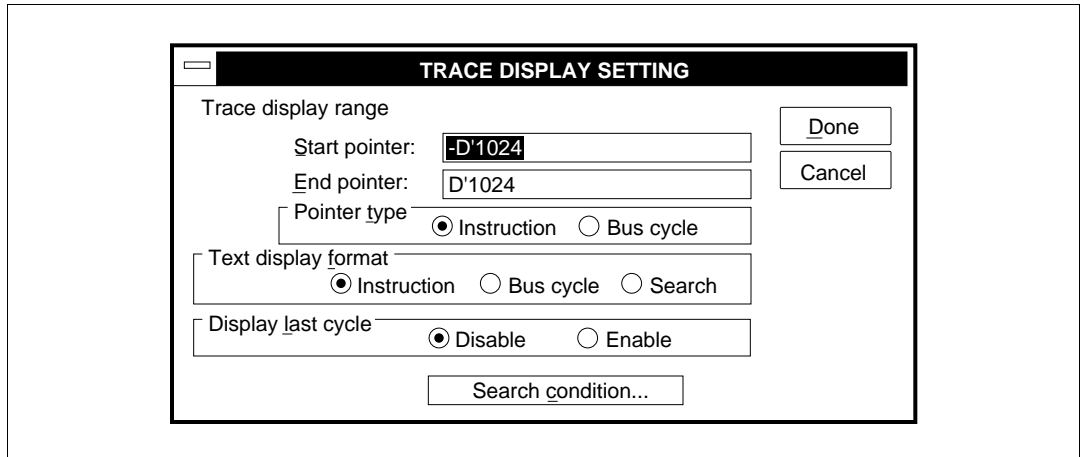 TRACE DISPLAY SETTING
Trace display range
Done
Start pointer: -D'1024
Cancel
End pointer: D'1024
Pointer type
Instruction Bus cycle
Text display format
Instruction Bus cycle Search
Display last cycle
Disable Enable
Search condition...